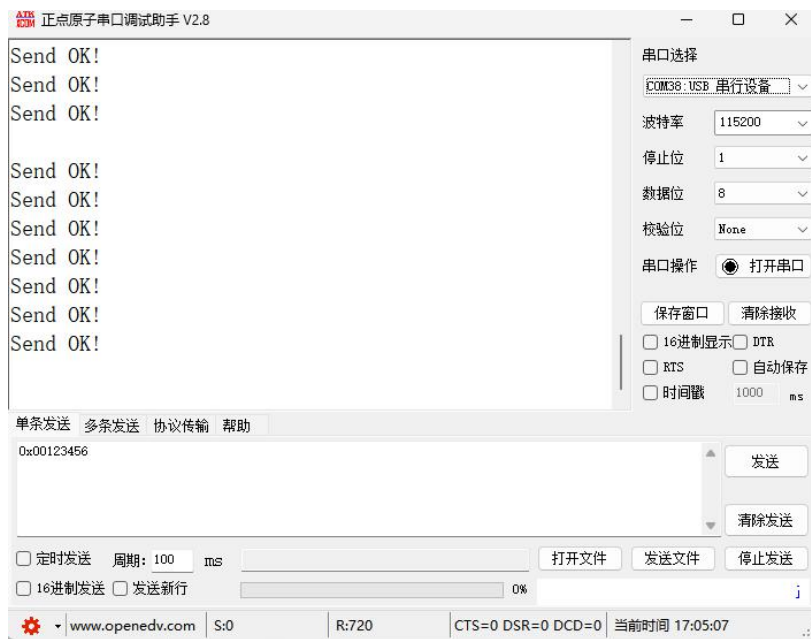 ATK XCOM 正点原子串口调试助手 V2.8
Send OK!
Send OK!
Send OK!
Send OK!
Send OK!
Send OK!
Send OK!
Send OK!
Send OK!
Send OK!
串口选择
COM38:USB 串行设备
波特率 115200
停止位 1
数据位 8
校验位 None
串口操作 打开串口
保存窗口 清除接收
16进制显示 DTR
RTS 自动保存
时间戳 1000 ms
单条发送 多条发送 协议传输 帮助
0x00123456
发送
清除发送
定时发送 周期: 100 ms 打开文件 发送文件 停止发送
16进制发送 发送新行 0% j
www.openedv.com S:0 R:720 CTS=0 DSR=0 DCD=0 当前时间 17:05:07